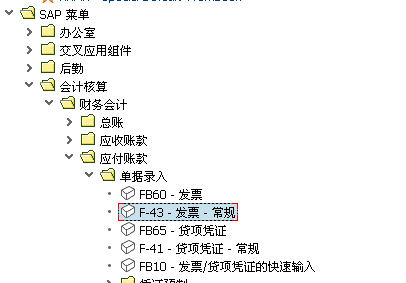 SAP 菜单
办公室
交叉应用组件
后勤
会计核算
财务会计
总账
应收账款
应付账款
单据录入
FB60 - 发票
F-43 - 发票 - 常规
FB65 - 贷项凭证
F-41 - 贷项凭证 - 常规
FB10 - 发票/贷项凭证的快速输入